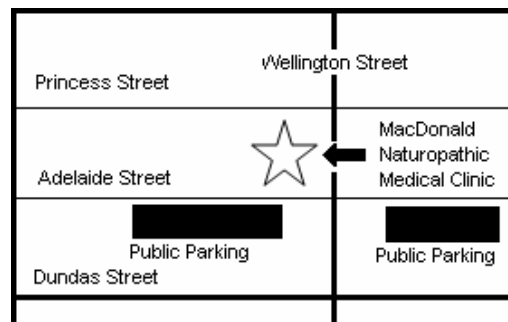 Wellington Street
Princess Street
MacDonald
Naturopathic
Medical Clinic
Adelaide Street
Public Parking
Public Parking
Dundas Street